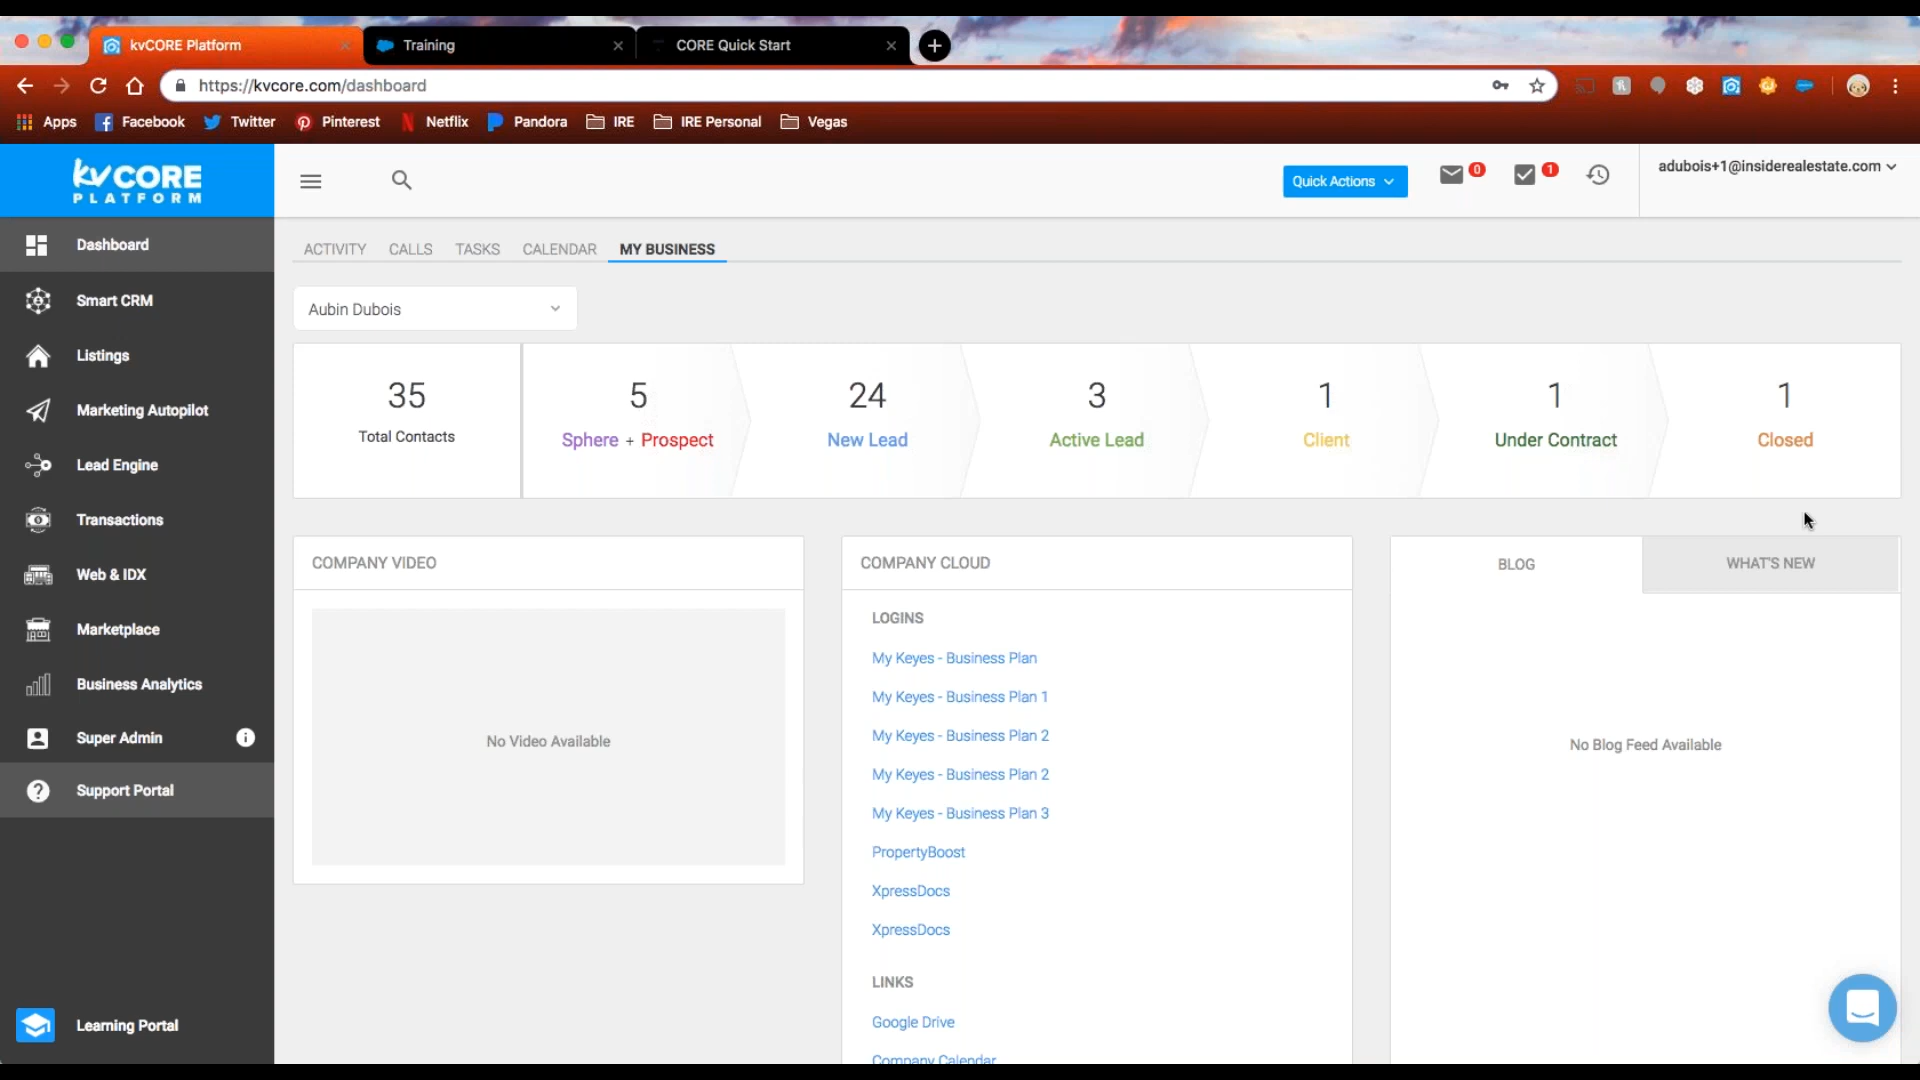 kvCORE Platform
Training
CORE Quick Start
https://kvcore.com/dashboard
Apps
Facebook
Twitter
Pinterest
Netflix
Pandora
IRE
IRE Personal
Vegas
kvCORE
PLATFORM
Quick Actions
0
1
adubois+1@insiderealestate.com
Dashboard
Smart CRM
Listings
Marketing Autopilot
Lead Engine
Transactions
Web & IDX
Marketplace
Business Analytics
Super Admin
Support Portal
Learning Portal
ACTIVITY
CALLS
TASKS
CALENDAR
MY BUSINESS
Aubin Dubois
35
Total Contacts
5
Sphere + Prospect
24
New Lead
3
Active Lead
1
Client
1
Under Contract
1
Closed
COMPANY VIDEO
No Video Available
COMPANY CLOUD
LOGINS
My Keyes - Business Plan
My Keyes - Business Plan 1
My Keyes - Business Plan 2
My Keyes - Business Plan 2
My Keyes - Business Plan 3
PropertyBoost
XpressDocs
XpressDocs
LINKS
Google Drive
Company Calendar
BLOG
WHAT'S NEW
No Blog Feed Available